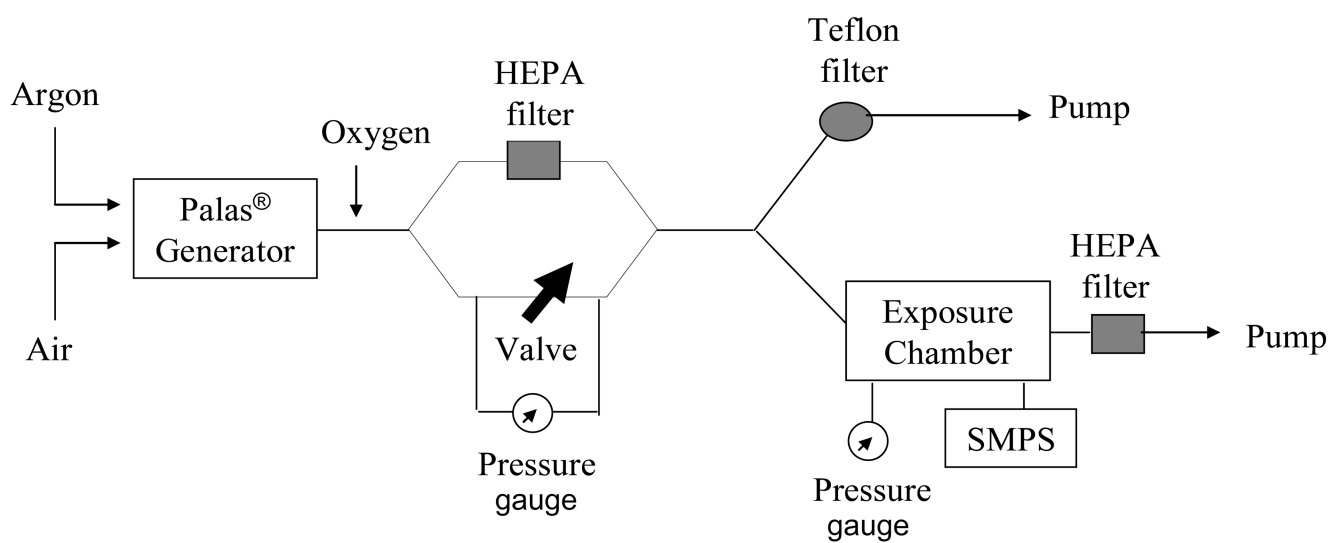 Teflon
filter
HEPA
filter
Argon
Pump
Oxygen
Palas®
Generator
HEPA
filter
Exposure
Chamber
Air
Valve
Pump
SMPS
Pressure
gauge
Pressure
gauge